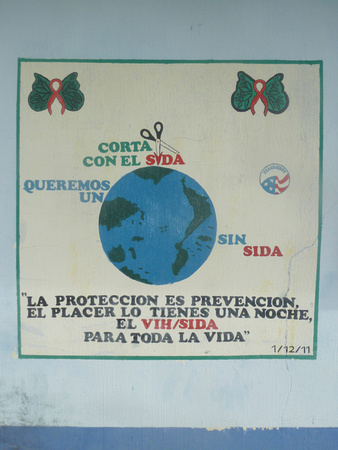 CORTA
CON EL SIDA
QUEREMOS
UN
SIN
SIDA
"LA PROTECCION ES PREVENCION,
EL PLACER LO TIENES UNA NOCHE,
EL VIH/SIDA
PARA TODA LA VIDA"
1/12/11